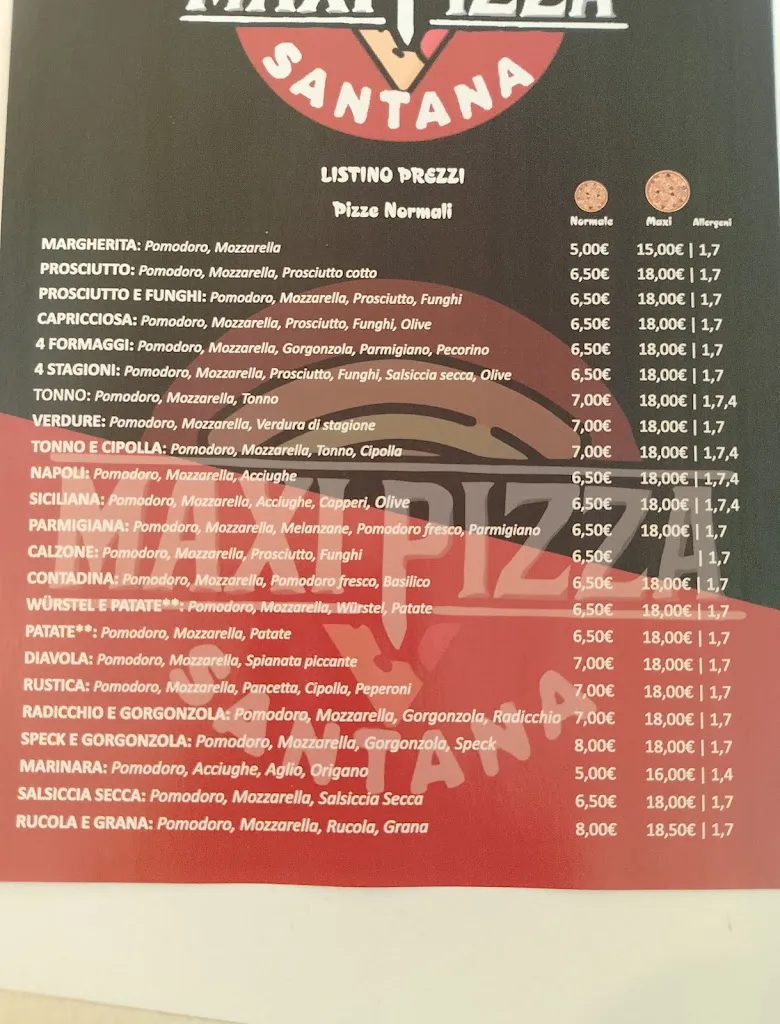 MAXI PIZZA
SANTANA
LISTINO PREZZI
Pizze Normali
Normale Maxi Allergeni
MARGHERITA: Pomodoro, Mozzarella 5,00€ 15,00€ | 1,7
PROSCIUTTO: Pomodoro, Mozzarella, Prosciutto cotto 6,50€ 18,00€ | 1,7
PROSCIUTTO E FUNGHI: Pomodoro, Mozzarella, Prosciutto, Funghi 6,50€ 18,00€ | 1,7
CAPRICCIOSA: Pomodoro, Mozzarella, Prosciutto, Funghi, Olive 6,50€ 18,00€ | 1,7
4 FORMAGGI: Pomodoro, Mozzarella, Gorgonzola, Parmigiano, Pecorino 6,50€ 18,00€ | 1,7
4 STAGIONI: Pomodoro, Mozzarella, Prosciutto, Funghi, Salsiccia secca, Olive 6,50€ 18,00€ | 1,7
TONNO: Pomodoro, Mozzarella, Tonno 7,00€ 18,00€ | 1,7,4
VERDURE: Pomodoro, Mozzarella, Verdura di stagione 7,00€ 18,00€ | 1,7
TONNO E CIPOLLA: Pomodoro, Mozzarella, Tonno, Cipolla 7,00€ 18,00€ | 1,7,4
NAPOLI: Pomodoro, Mozzarella, Acciughe 6,50€ 18,00€ | 1,7,4
SICILIANA: Pomodoro, Mozzarella, Acciughe, Capperi, Olive 6,50€ 18,00€ | 1,7,4
PARMIGIANA: Pomodoro, Mozzarella, Melanzane, Pomodoro fresco, Parmigiano 6,50€ 18,00€ | 1,7
CALZONE: Pomodoro, Mozzarella, Prosciutto, Funghi 6,50€ | 1,7
CONTADINA: Pomodoro, Mozzarella, Pomodoro fresco, Basilico 6,50€ 18,00€ | 1,7
WÜRSTEL E PATATE**: Pomodoro, Mozzarella, Würstel, Patate 6,50€ 18,00€ | 1,7
PATATE**: Pomodoro, Mozzarella, Patate 6,50€ 18,00€ | 1,7
DIAVOLA: Pomodoro, Mozzarella, Spianata piccante 7,00€ 18,00€ | 1,7
RUSTICA: Pomodoro, Mozzarella, Pancetta, Cipolla, Peperoni 7,00€ 18,00€ | 1,7
RADICCHIO E GORGONZOLA: Pomodoro, Mozzarella, Gorgonzola, Radicchio 7,00€ 18,00€ | 1,7
SPECK E GORGONZOLA: Pomodoro, Mozzarella, Gorgonzola, Speck 8,00€ 18,00€ | 1,7
MARINARA: Pomodoro, Acciughe, Aglio, Origano 5,00€ 16,00€ | 1,4
SALSICCIA SECCA: Pomodoro, Mozzarella, Salsiccia Secca 6,50€ 18,00€ | 1,7
RUCOLA E GRANA: Pomodoro, Mozzarella, Rucola, Grana 8,00€ 18,50€ | 1,7
MAXI PIZZA
SANTANA